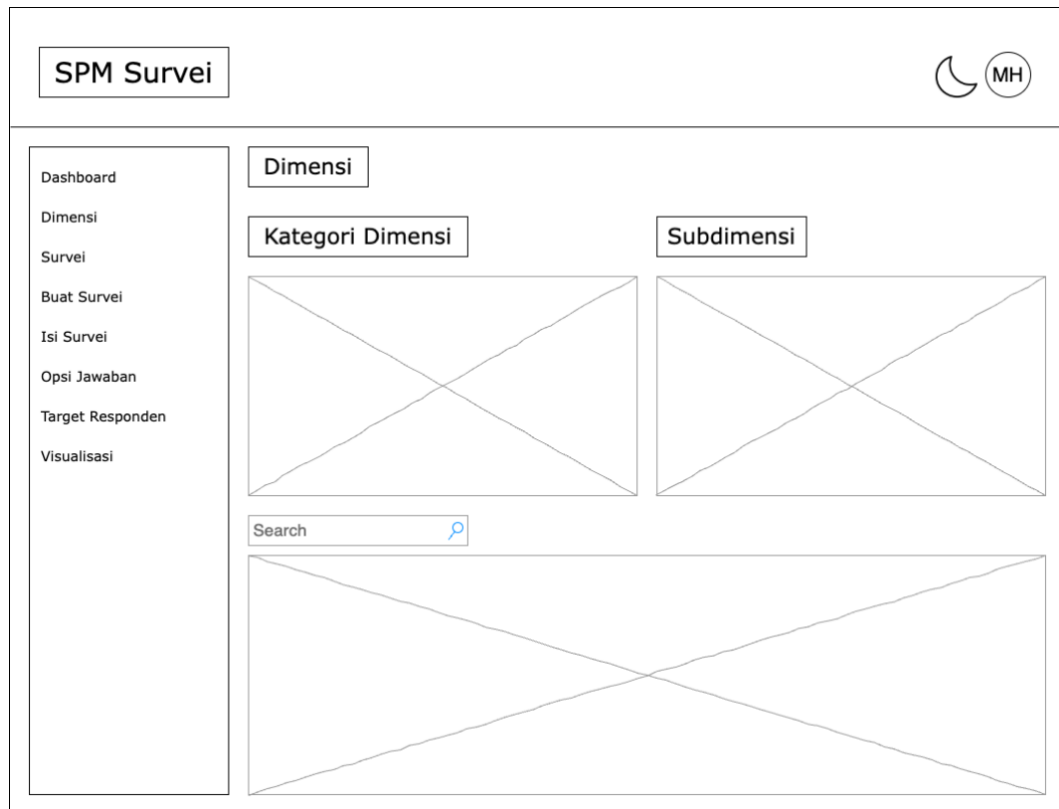 SPM Survei
MH
Dashboard
Dimensi
Survei
Buat Survei
Isi Survei
Opsi Jawaban
Target Responden
Visualisasi
Dimensi
Kategori Dimensi
Subdimensi
Search